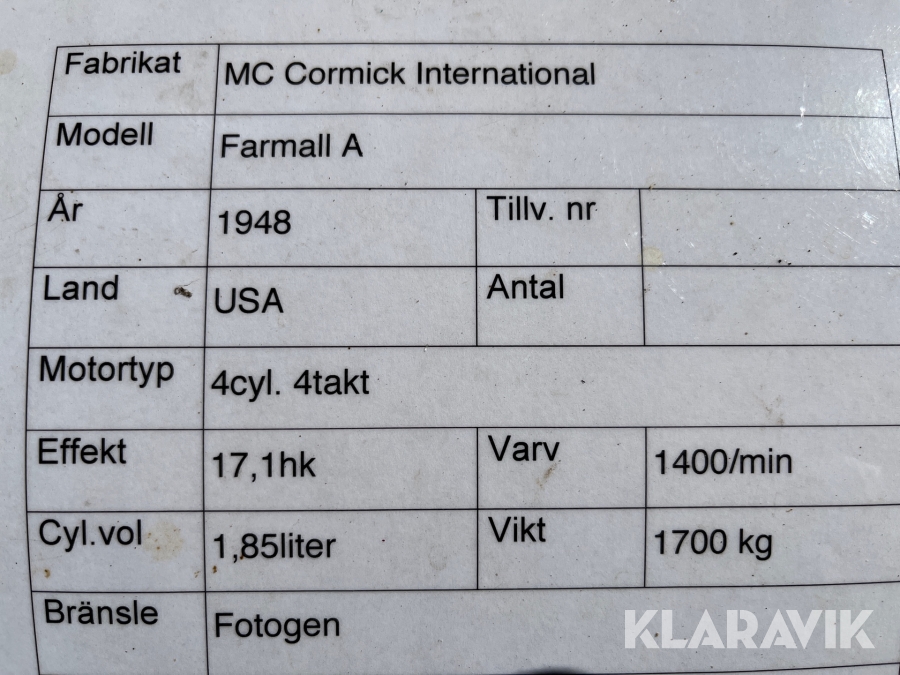 Fabrikat MC Cormick International
Modell Farmall A
År 1948 Tillv. nr
Land USA Antal
Motortyp 4cyl. 4takt
Effekt 17,1hk Varv 1400/min
Cyl.vol 1,85liter Vikt 1700 kg
Bränsle Fotogen
KLARAVIK